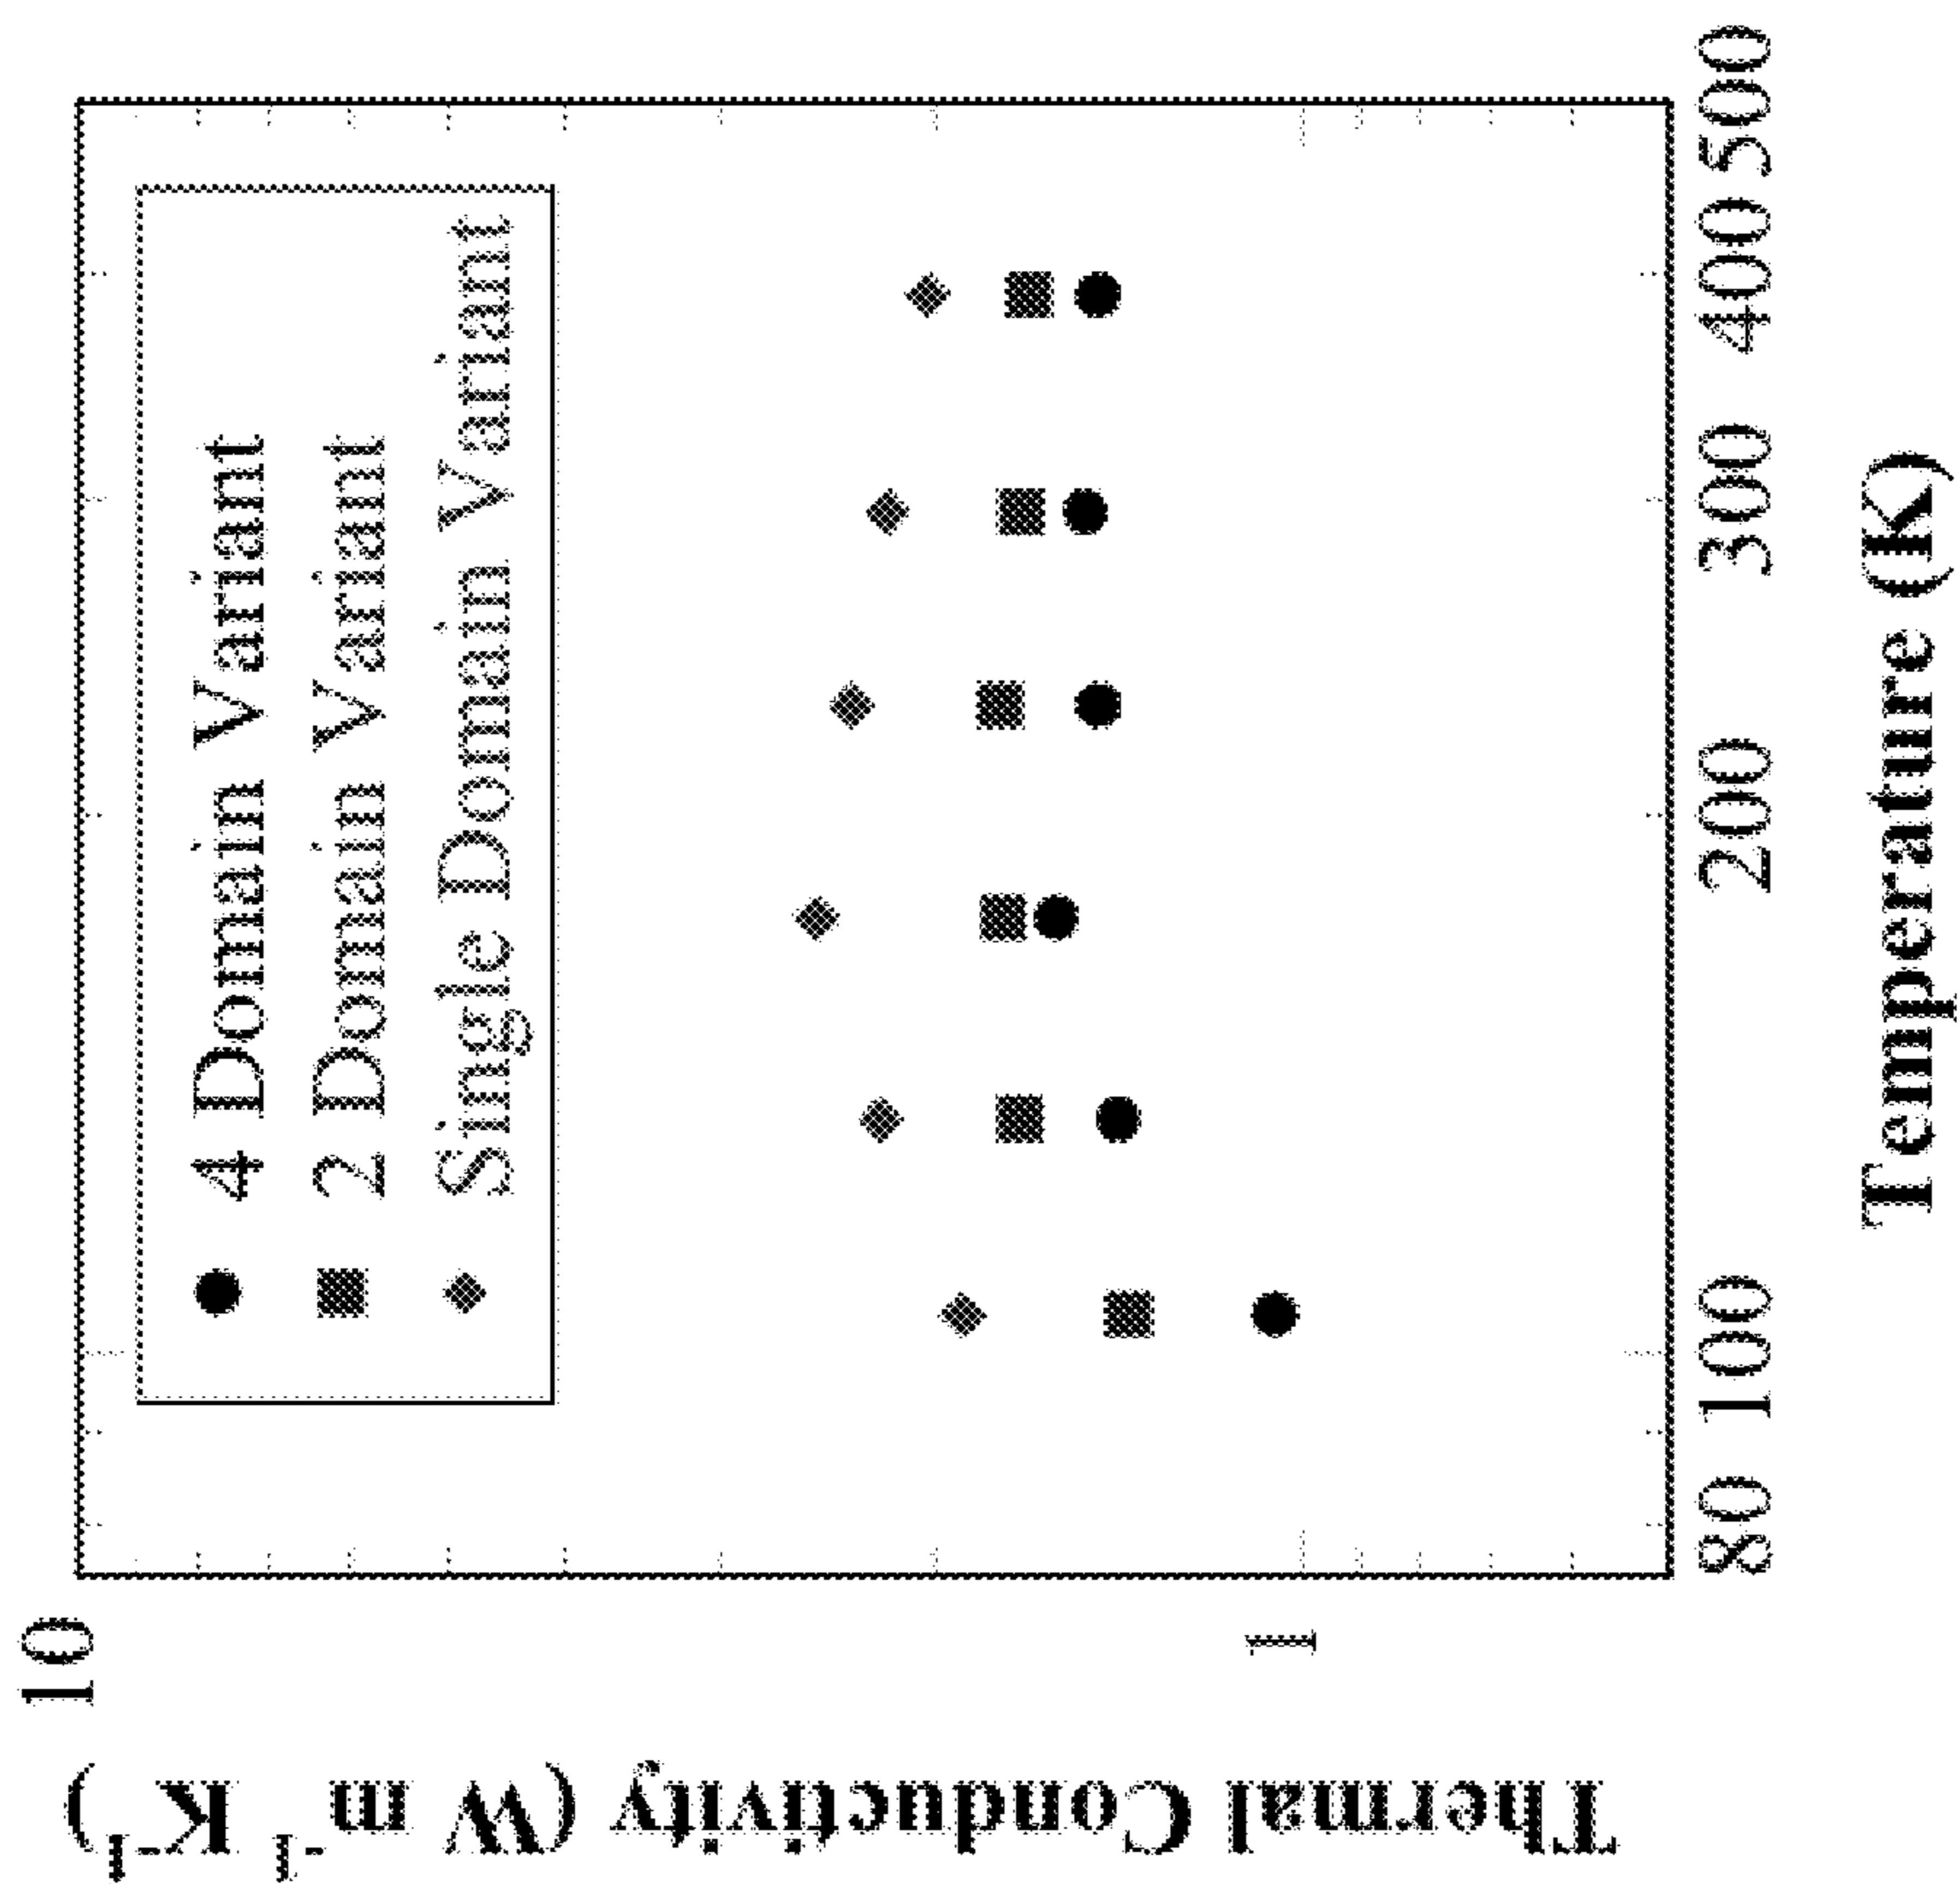 Thermal Conductivity (W m⁻¹ K⁻¹)
10
1
4 Domain Variant
2 Domain Variant
Single Domain Variant
80 100 200 300 400 500
Temperature (K)